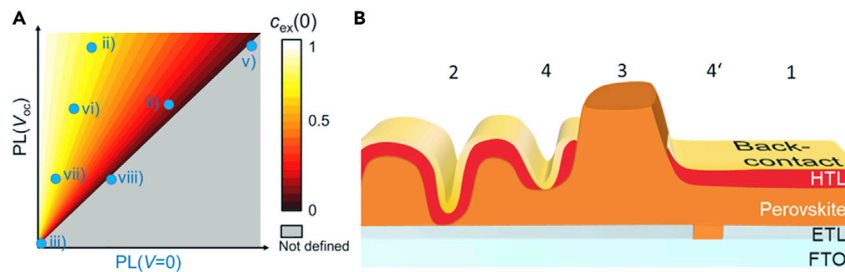 A
c_ex(0)
ii)
1
v)
ii)
vi)
0.5
PL(V_oc)
vii)
viii)
0
iii)
Not defined
PL(V=0)
B
2 4 3 4' 1
Back-
contact
HTL
Perovskite
ETL
FTO